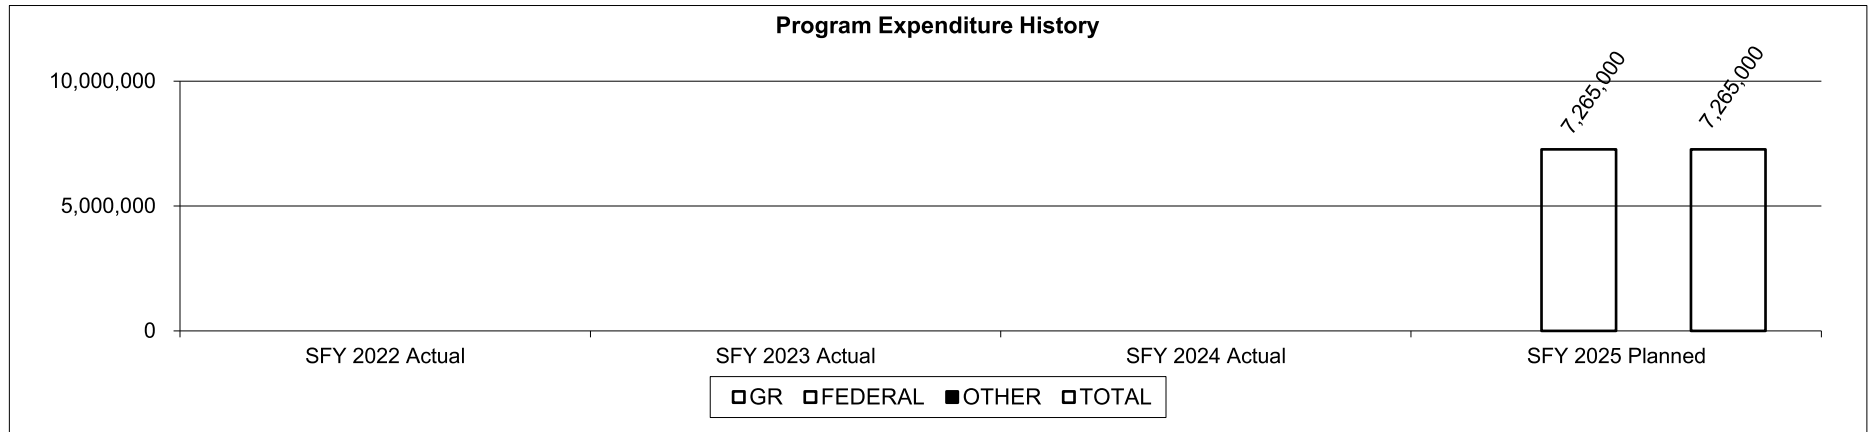 Program Expenditure History
7,265,000
7,265,000
10,000,000
5,000,000
0
SFY 2022 Actual
SFY 2023 Actual
SFY 2024 Actual
SFY 2025 Planned
GR FEDERAL OTHER TOTAL